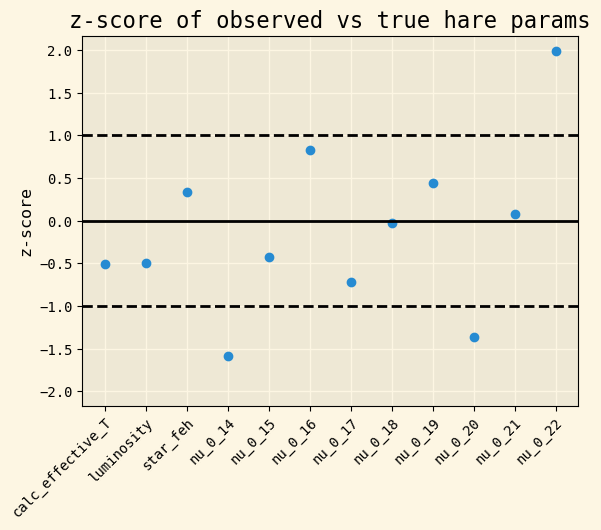 z-score of observed vs true hare params
z-score
2.0
1.5
1.0
0.5
0.0
−0.5
−1.0
−1.5
−2.0
calc_effective_T
luminosity
star_feh
nu_0_14
nu_0_15
nu_0_16
nu_0_17
nu_0_18
nu_0_19
nu_0_20
nu_0_21
nu_0_22